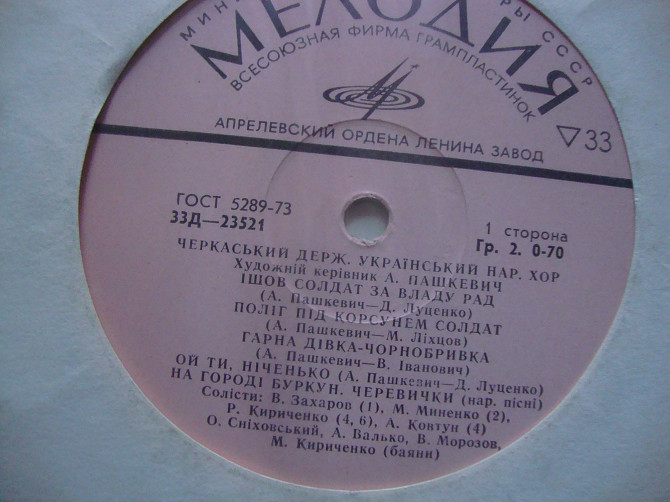 МИН РЫ СССР
МЕЛОДИЯ
ВСЕСОЮЗНАЯ ФИРМА ГРАМПЛАСТИНОК
АПРЕЛЕВСКИЙ ОРДЕНА ЛЕНИНА ЗАВОД
▽33
ГОСТ 5289-73
33Д—23521
1 сторона
Гр. 2. 0-70
ЧЕРКАСЬКИЙ ДЕРЖ. УКРАЇНСЬКИЙ НАР. ХОР
Художній керівник А. ПАШКЕВИЧ
ІШОВ СОЛДАТ ЗА ВЛАДУ РАД
(А. Пашкевич—Д. Луценко)
ПОЛІГ ПІД КОРСУНЕМ СОЛДАТ
(А. Пашкевич—М. Ліхцов)
ГАРНА ДІВКА-ЧОРНОБРИВКА
(А. Пашкевич—В. Іванович)
ОЙ ТИ, НІЧЕНЬКО (А. Пашкевич—Д. Луценко)
НА ГОРОДІ БУРКУН. ЧЕРЕВИЧКИ (нар. пісні)
Солісти: В. Захаров (1), М. Миненко (2),
Р. Кириченко (4, 6), А. Ковтун (4)
О. Сніховський, А. Валько, В. Морозов,
М. Кириченко (баяни)